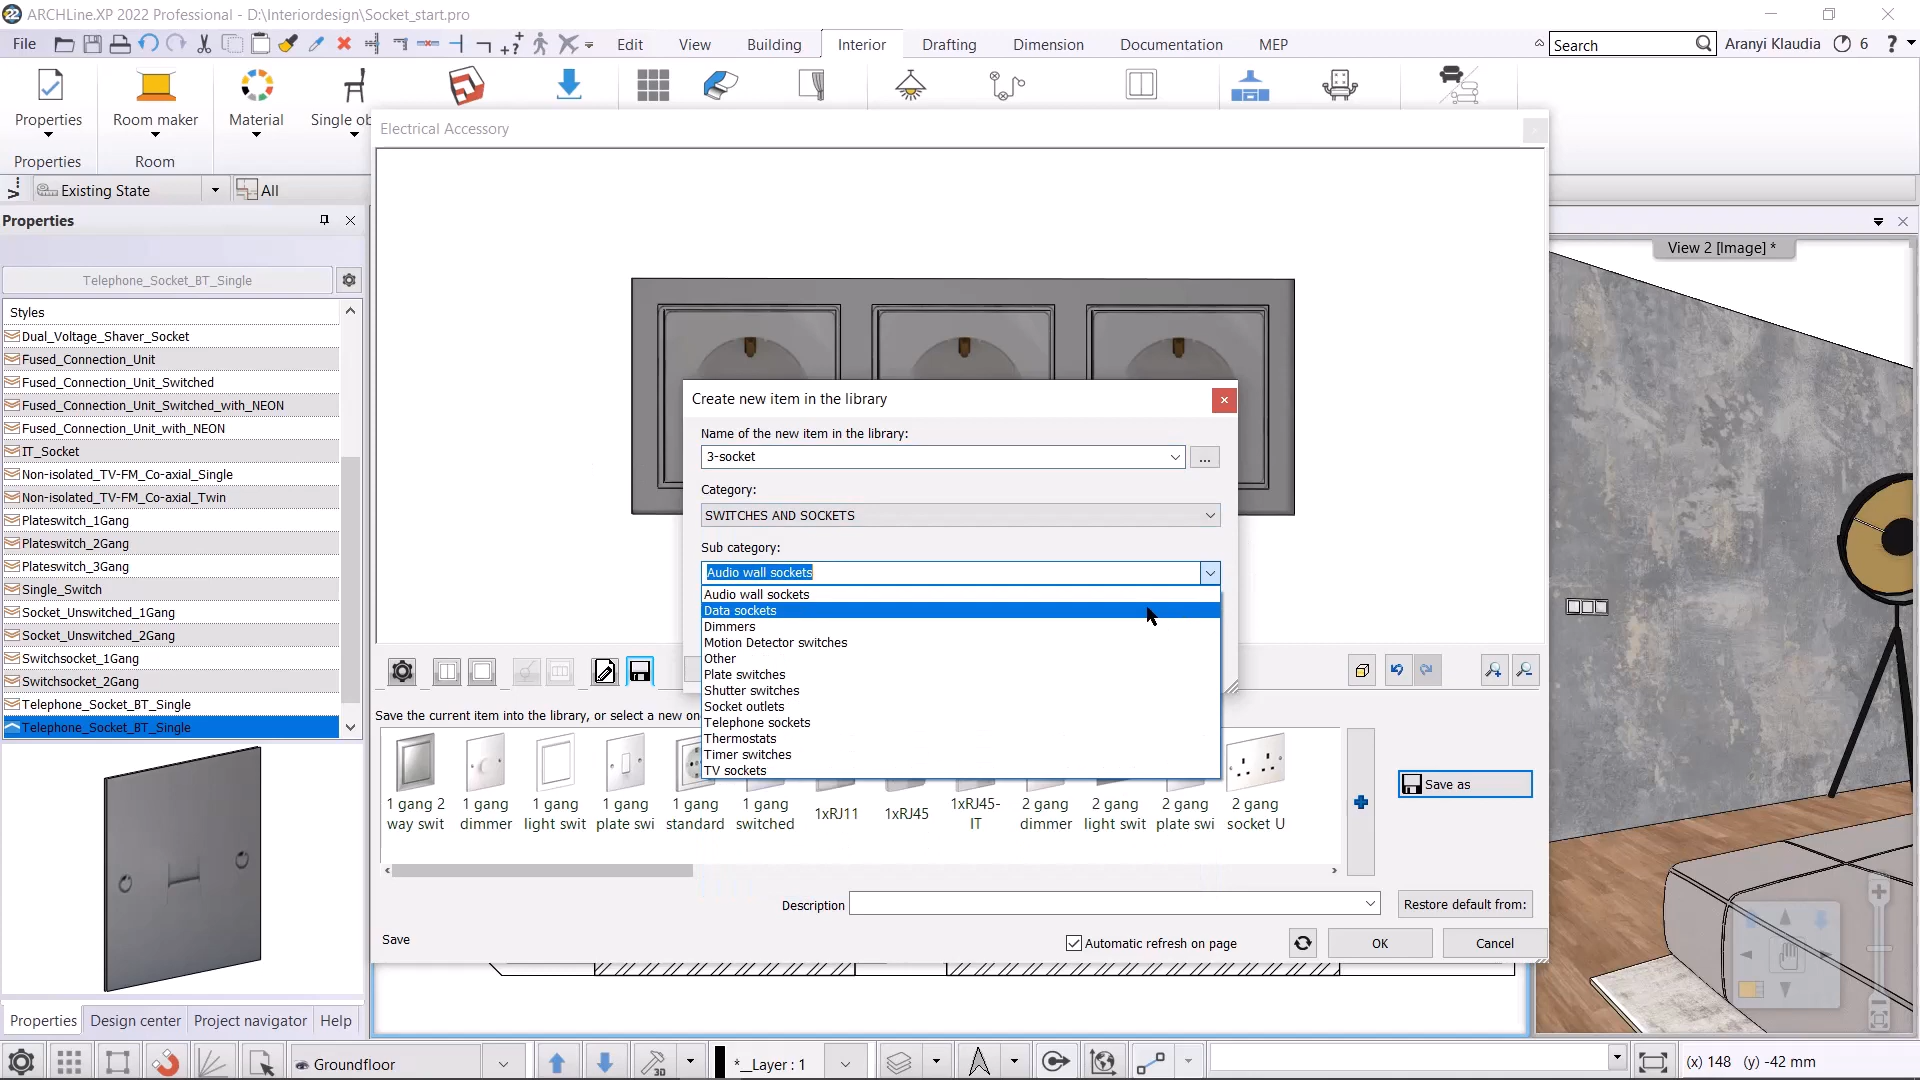 ARCHLine.XP 2022 Professional - D:\Interiordesign\Socket_start.pro
File
Edit
View
Building
Interior
Drafting
Dimension
Documentation
MEP
Search
Aranyi Klaudia
6
?
Properties
Room maker
Material
Single ob
Properties
Room
Electrical Accessory
Existing State
All
Properties
View 2 [Image] *
Telephone_Socket_BT_Single
Styles
Dual_Voltage_Shaver_Socket
Fused_Connection_Unit
Fused_Connection_Unit_Switched
Fused_Connection_Unit_Switched_with_NEON
Fused_Connection_Unit_with_NEON
IT_Socket
Non-isolated_TV-FM_Co-axial_Single
Non-isolated_TV-FM_Co-axial_Twin
Plateswitch_1Gang
Plateswitch_2Gang
Plateswitch_3Gang
Single_Switch
Socket_Unswitched_1Gang
Socket_Unswitched_2Gang
Switchsocket_1Gang
Switchsocket_2Gang
Telephone_Socket_BT_Single
Telephone_Socket_BT_Single
Create new item in the library
Name of the new item in the library:
3-socket
...
Category:
SWITCHES AND SOCKETS
Sub category:
Audio wall sockets
Audio wall sockets
Data sockets
Dimmers
Motion Detector switches
Other
Plate switches
Shutter switches
Socket outlets
Telephone sockets
Thermostats
Timer switches
TV sockets
Save the current item into the library, or select a new on
1 gang 2 way swit
1 gang dimmer
1 gang light swit
1 gang plate swi
1 gang standard
1 gang switched
1xRJ11
1xRJ45
1xRJ45-IT
2 gang dimmer
2 gang light swit
2 gang plate swi
2 gang socket U
Save as
Description
Restore default from:
Save
Automatic refresh on page
OK
Cancel
Properties
Design center
Project navigator
Help
Groundfloor
3D
*__Layer : 1
(x) 148 (y) -42 mm